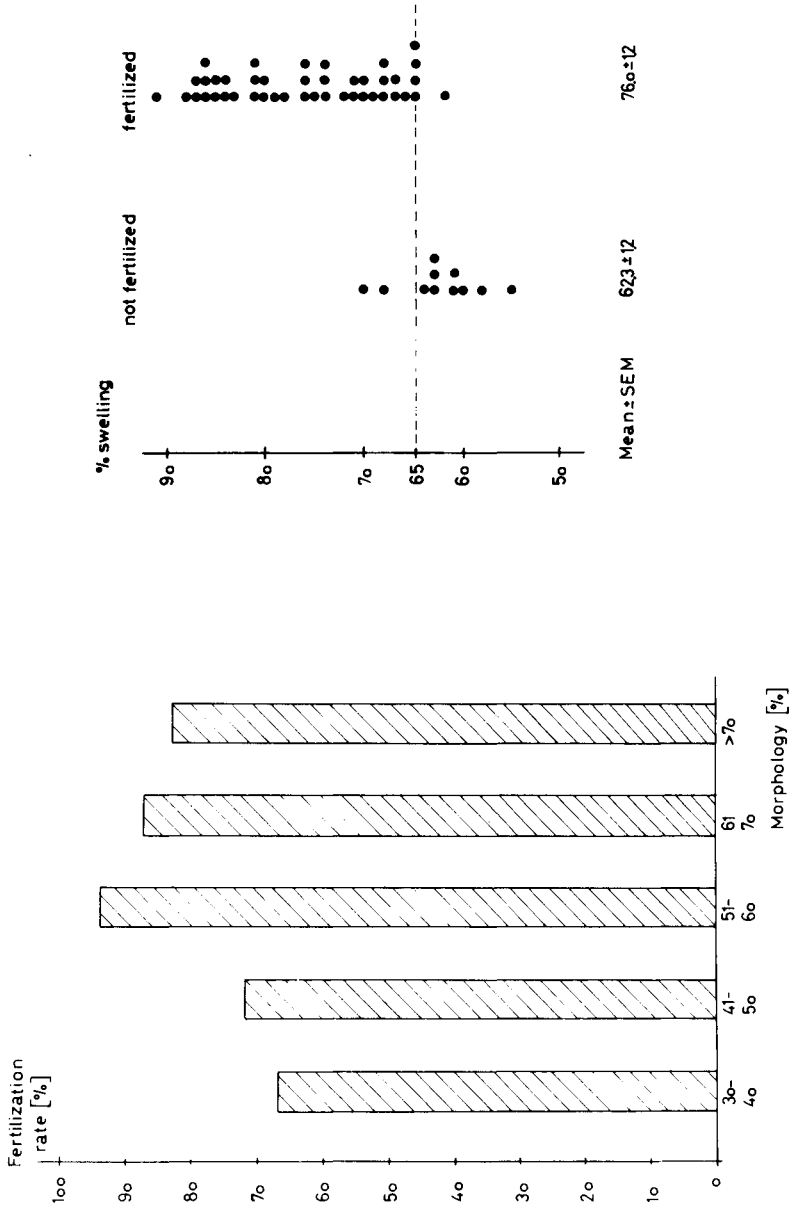 Fertilization
rate [%]
100
90
80
70
60
50
40
30
20
10
0
30-
40
41-
50
51-
60
61
70
>70
Morphology [%]
% swelling
not fertilized
fertilized
90
80
70
65
60
50
Mean ± SEM
62,3 ± 1,2
76,0 ± 1,2